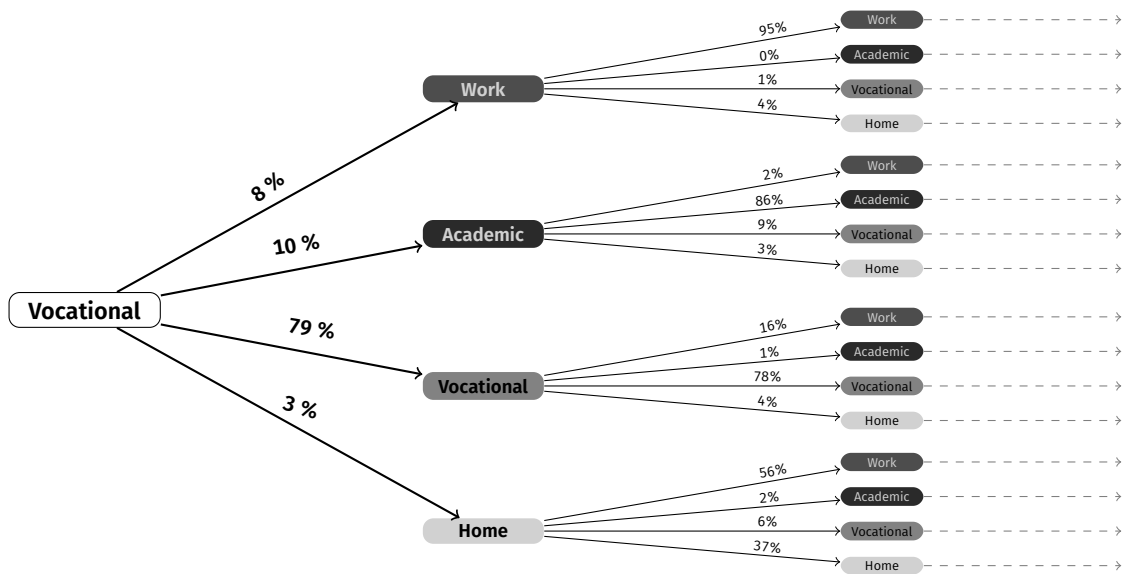 Vocational
8 %
10 %
79 %
3 %
Work
95%
0%
1%
4%
Work
Academic
Vocational
Home
Academic
2%
86%
9%
3%
Work
Academic
Vocational
Home
Vocational
16%
1%
78%
4%
Work
Academic
Vocational
Home
Home
56%
2%
6%
37%
Work
Academic
Vocational
Home